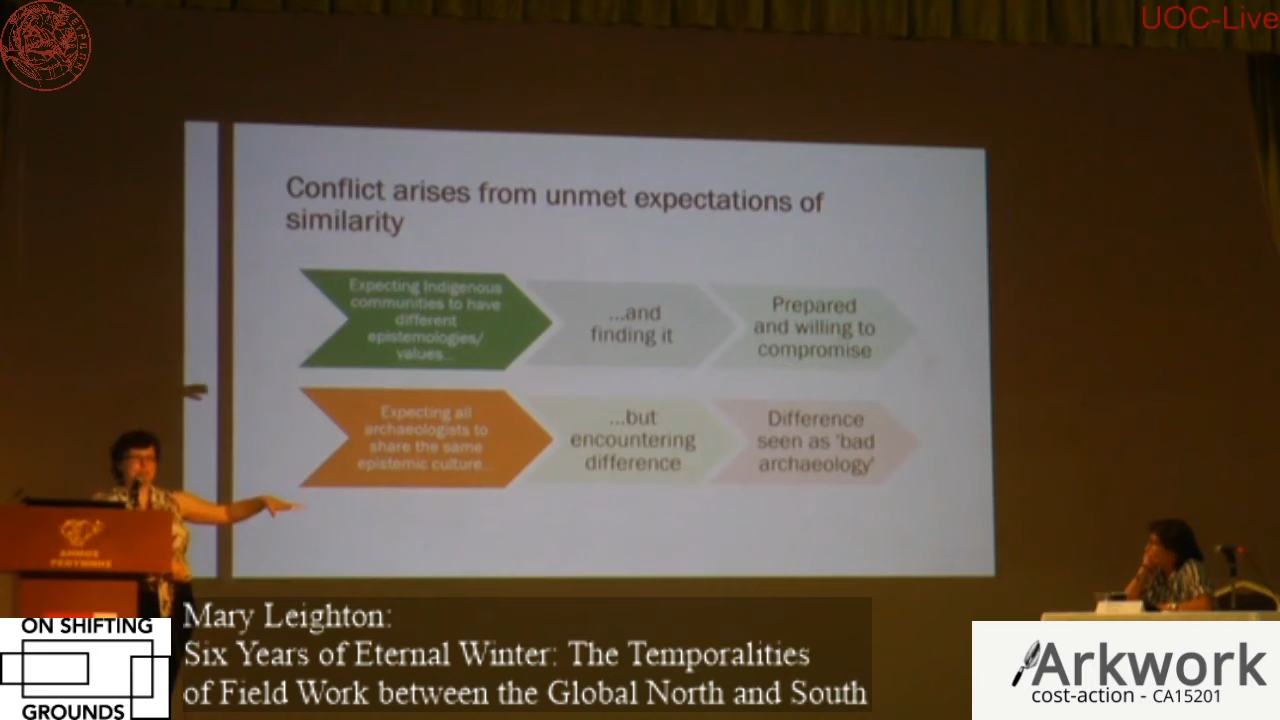 UOC-Live
Conflict arises from unmet expectations of
similarity
Expecting Indigenous
communities to have
different
epistemologies/
values...
...and
finding it
Prepared
and willing to
compromise
Expecting all
archaeologists to
share the same
epistemic culture...
...but
encountering
difference
Difference
seen as 'bad
archaeology'
ΔΗΜΟΣ
ΡΕΘΥΜΝΗΣ
ON SHIFTING
GROUNDS
Mary Leighton:
Six Years of Eternal Winter: The Temporalities
of Field Work between the Global North and South
Arkwork
cost-action - CA15201